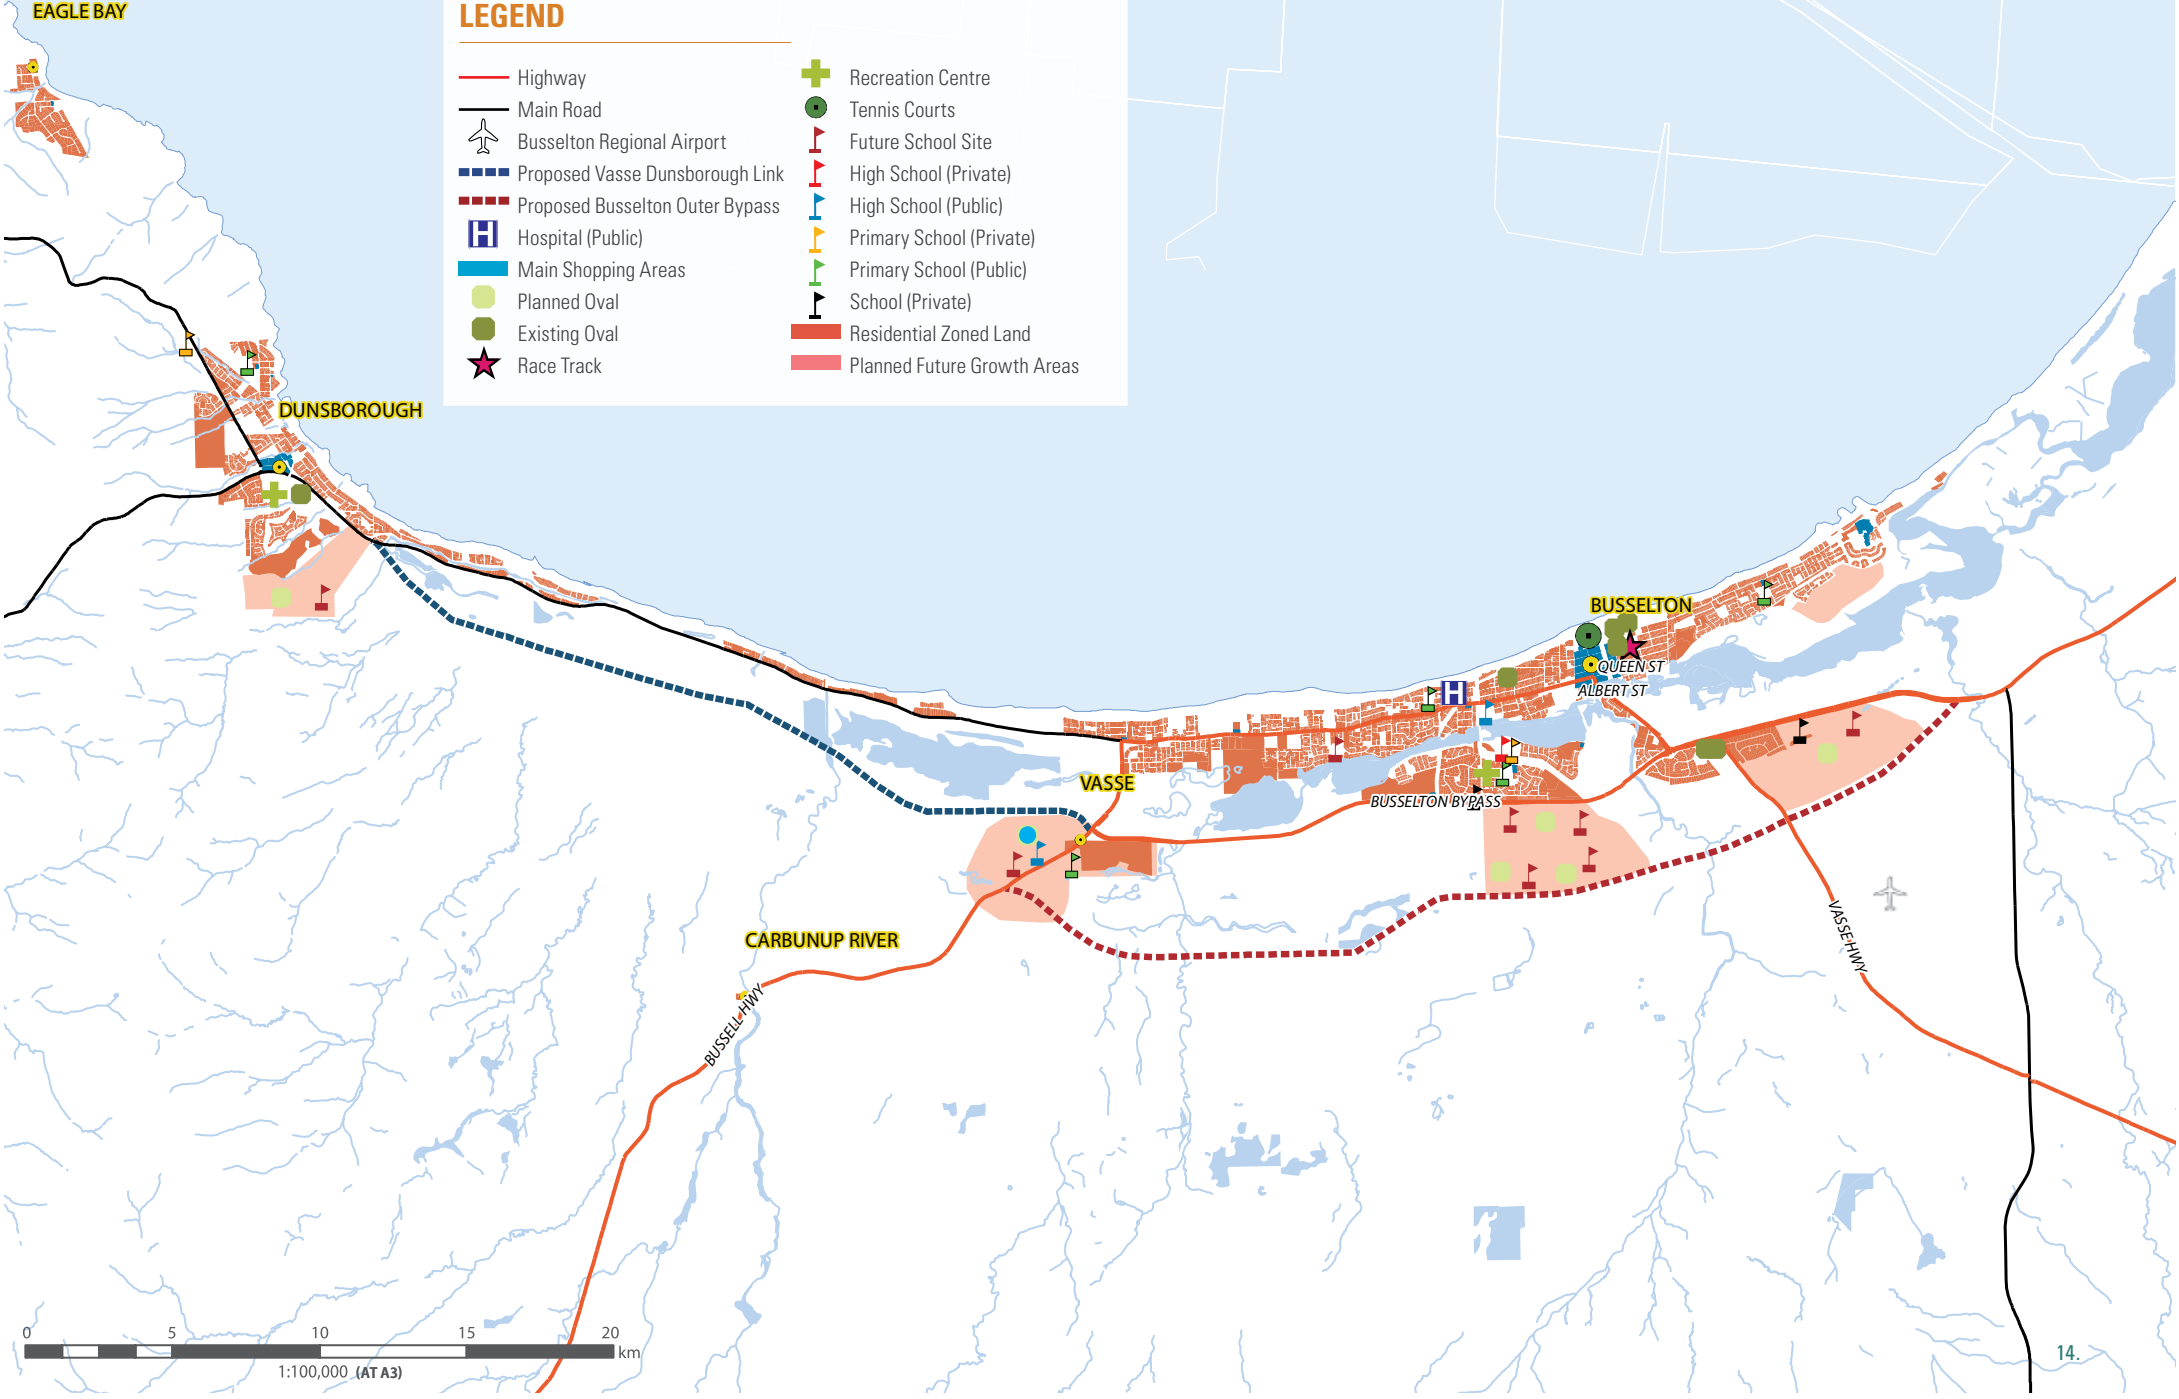 EAGLE BAY
LEGEND
Highway
Main Road
Busselton Regional Airport
Proposed Vasse Dunsborough Link
Proposed Busselton Outer Bypass
H
Hospital (Public)
Main Shopping Areas
Planned Oval
Existing Oval
Race Track
Recreation Centre
Tennis Courts
Future School Site
High School (Private)
High School (Public)
Primary School (Private)
Primary School (Public)
School (Private)
Residential Zoned Land
Planned Future Growth Areas
DUNSBOROUGH
BUSSELTON
QUEEN ST
ALBERT ST
H
VASSE
BUSSELTON BYPASS
CARBUNUP RIVER
VASSE HWY
BUSSELL HWY
0 5 10 15 20
km
1:100,000 (AT A3)
14.